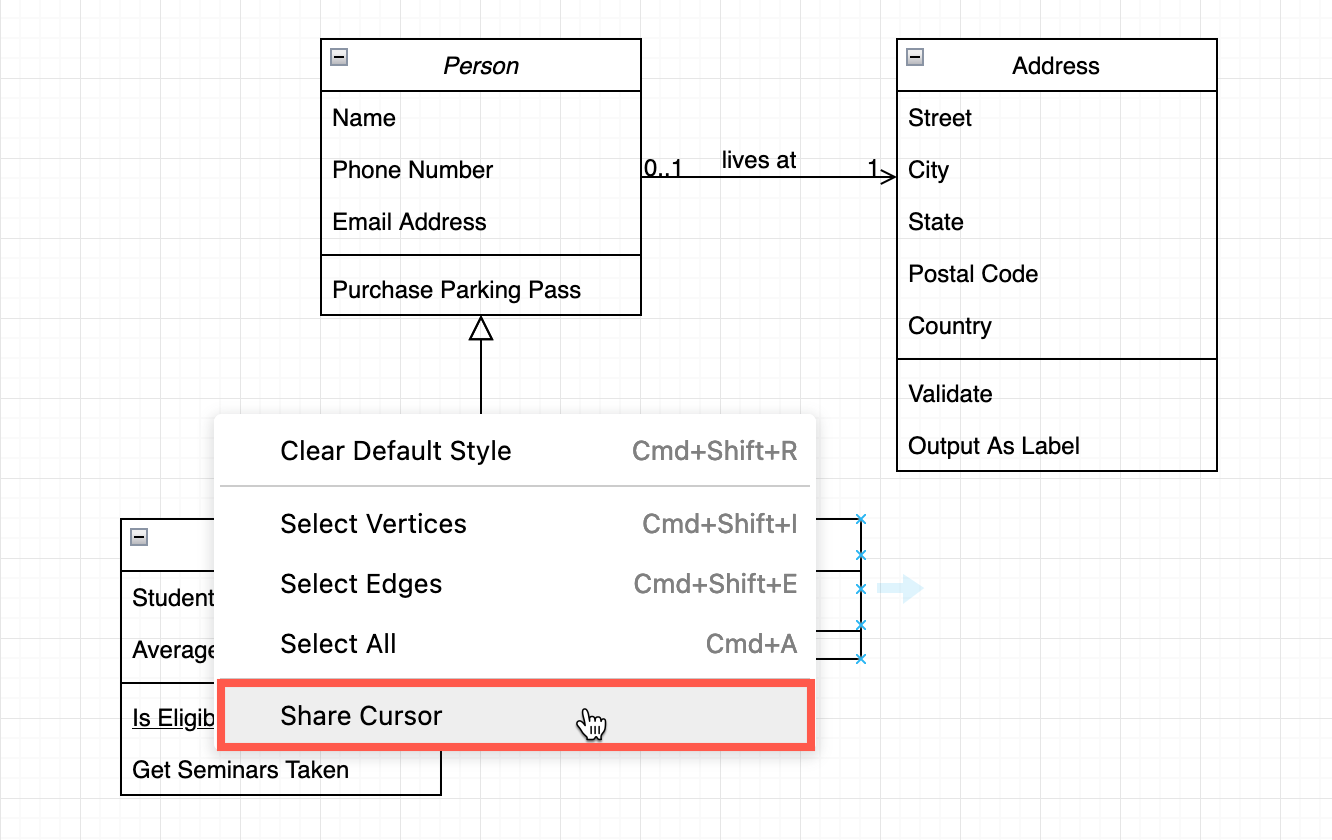 Person
Name
Phone Number
Email Address
Purchase Parking Pass
0..1
lives at
1
Address
Street
City
State
Postal Code
Country
Validate
Output As Label
Clear Default Style Cmd+Shift+R
Select Vertices Cmd+Shift+I
Select Edges Cmd+Shift+E
Select All Cmd+A
Share Cursor
Student
Average
Is Eligib
Get Seminars Taken